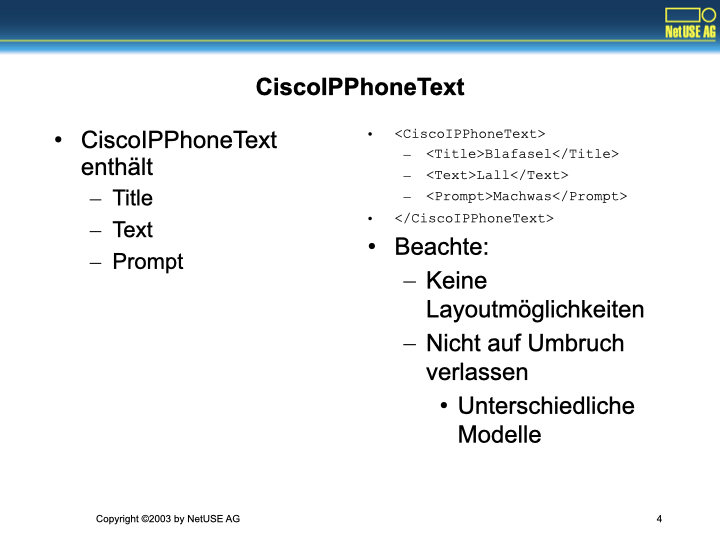 NetUSE AG
CiscoIPPhoneText
• CiscoIPPhoneText
enthält
– Title
– Text
– Prompt
• <CiscoIPPhoneText>
– <Title>Blafasel</Title>
– <Text>Lall</Text>
– <Prompt>Machwas</Prompt>
• </CiscoIPPhoneText>
• Beachte:
– Keine
Layoutmöglichkeiten
– Nicht auf Umbruch
verlassen
• Unterschiedliche
Modelle
Copyright ©2003 by NetUSE AG
4